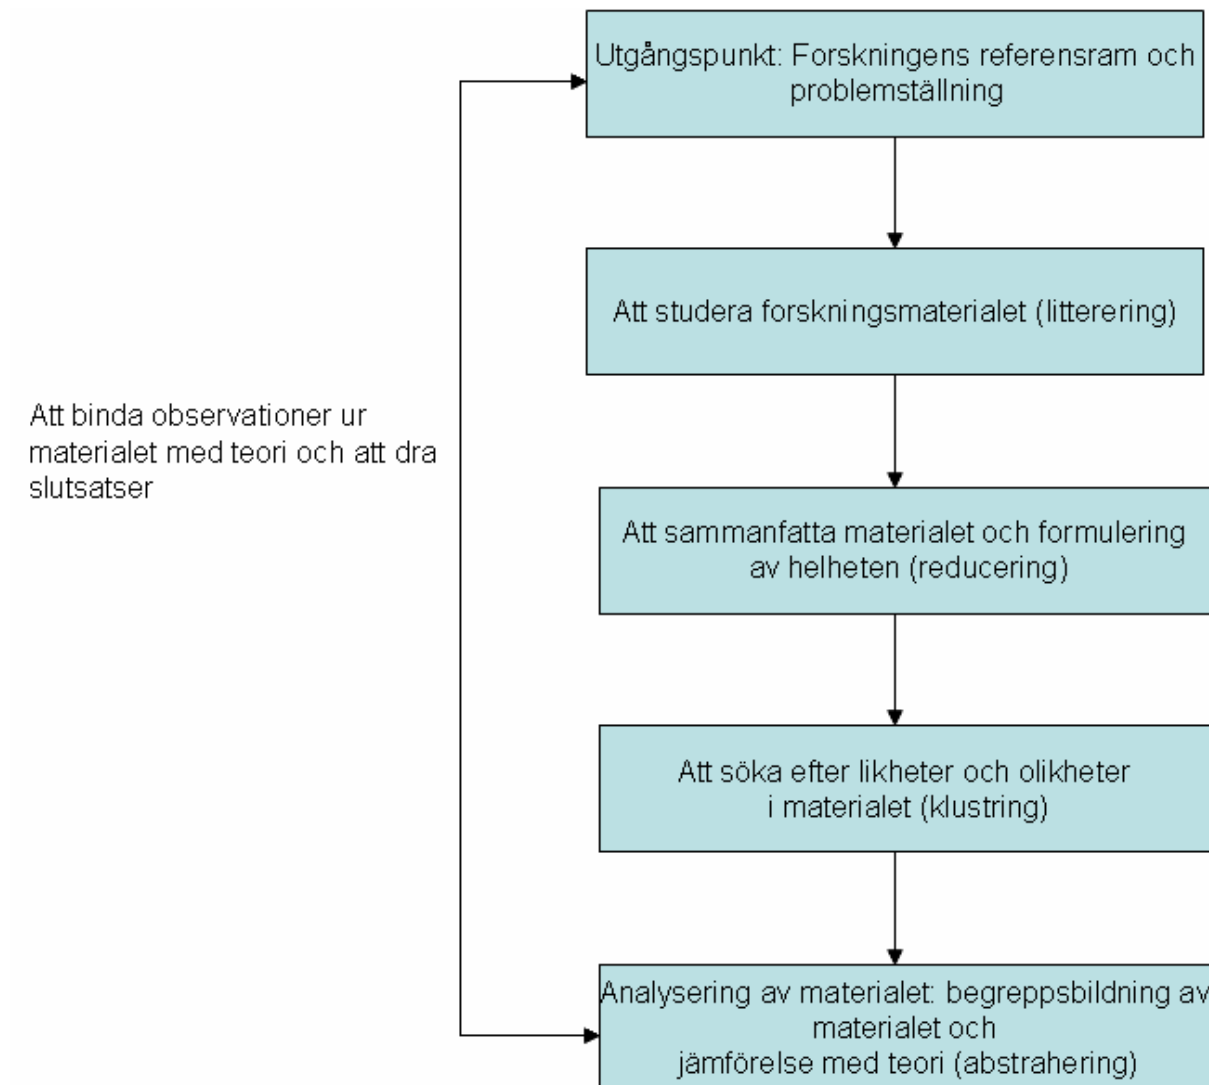 Utgångspunkt: Forskningens referensram och
problemställning
Att studera forskningsmaterialet (litterering)
Att binda observationer ur
materialet med teori och att dra
slutsatser
Att sammanfatta materialet och formulering
av helheten (reducering)
Att söka efter likheter och olikheter
i materialet (klustring)
Analysering av materialet: begreppsbildning av
materialet och
jämförelse med teori (abstrahering)